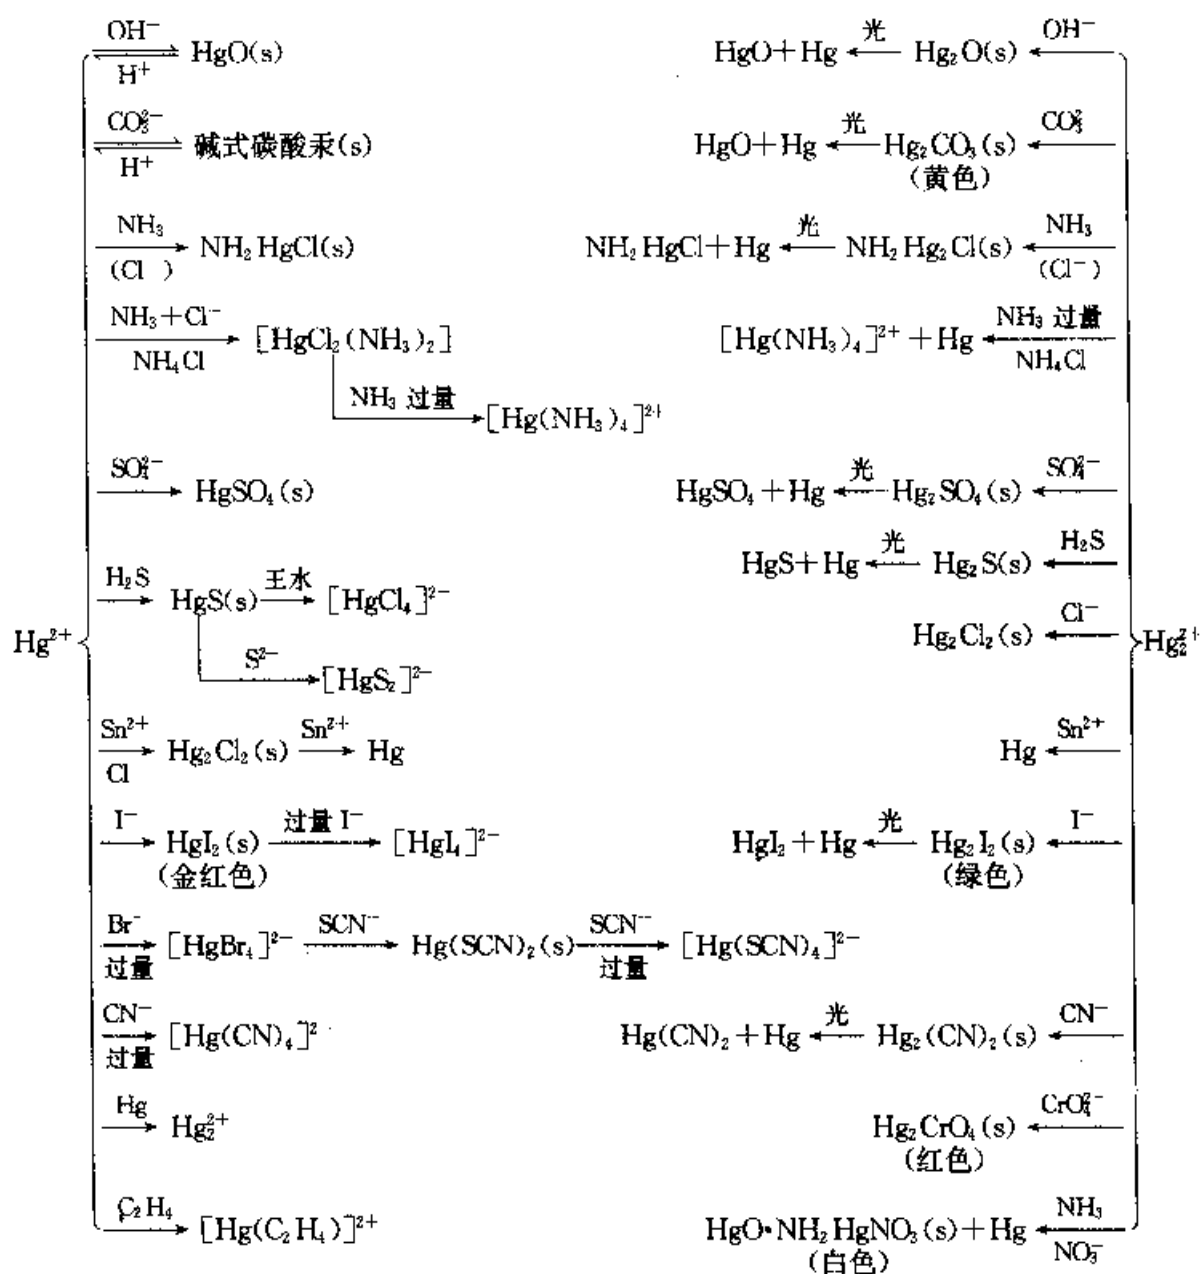 OH⁻ HgO(s) H⁺ HgO+Hg 光 Hg₂O(s) OH⁻
CO₃²⁻ 碱式碳酸汞(s) H⁺ HgO+Hg 光 Hg₂CO₃(s) CO₃²
(黄色)
NH₃ NH₂HgCl(s) (Cl ) NH₂HgCl+Hg 光 NH₂Hg₂Cl(s) NH₃ (Cl⁻)
NH₃+Cl⁻ [HgCl₂(NH₃)₂] NH₄Cl [Hg(NH₃)₄]²⁺+Hg NH₃ 过量 NH₄Cl
NH₃ 过量 [Hg(NH₃)₄]²⁺
SO₄²⁻ HgSO₄(s) HgSO₄+Hg 光 Hg₂SO₄(s) SO₄²⁻
HgS+Hg 光 Hg₂S(s) H₂S
H₂S HgS(s) 王水 [HgCl₄]²⁻
Hg²⁺ Hg₂Cl₂(s) Cl⁻ Hg₂²⁺
S²⁻ [HgS₂]²⁻
Sn²⁺ Hg₂Cl₂(s) Cl Sn²⁺ Hg Hg Sn²⁺
I⁻ HgI₂(s) 过量 I⁻ [HgI₄]²⁻ HgI₂+Hg 光 Hg₂I₂(s) I⁻
(金红色) (绿色)
Br⁻ 过量 [HgBr₄]²⁻ SCN⁻ Hg(SCN)₂(s) SCN⁻ 过量 [Hg(SCN)₄]²⁻
CN⁻ 过量 [Hg(CN)₄]² Hg(CN)₂+Hg 光 Hg₂(CN)₂(s) CN⁻
Hg Hg₂²⁺ Hg₂CrO₄(s) CrO₄²⁻
(红色)
C₂H₄ [Hg(C₂H₄)]²⁺ HgO·NH₂HgNO₃(s)+Hg NH₃ NO₃⁻
(白色)